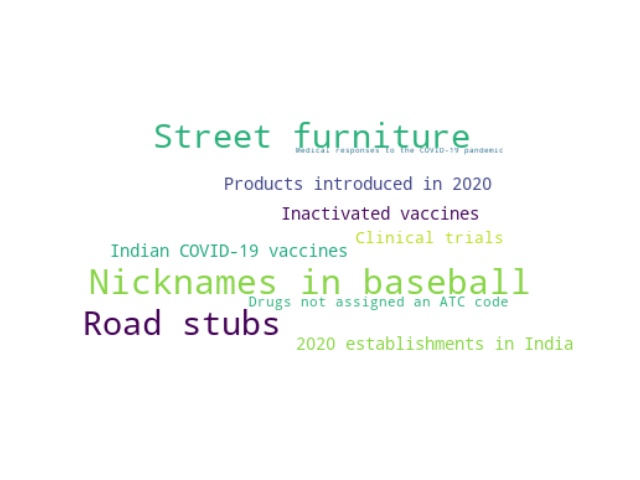 Street furniture
Medical responses to the COVID-19 pandemic
Products introduced in 2020
Inactivated vaccines
Clinical trials
Indian COVID-19 vaccines
Nicknames in baseball
Drugs not assigned an ATC code
Road stubs
2020 establishments in India